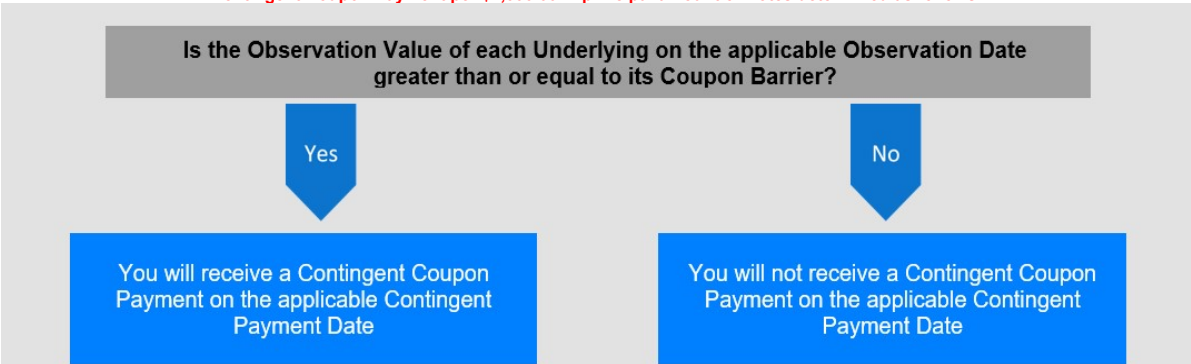 Is the Observation Value of each Underlying on the applicable Observation Date
greater than or equal to its Coupon Barrier?
Yes
No
You will receive a Contingent Coupon
Payment on the applicable Contingent
Payment Date
You will not receive a Contingent Coupon
Payment on the applicable Contingent
Payment Date